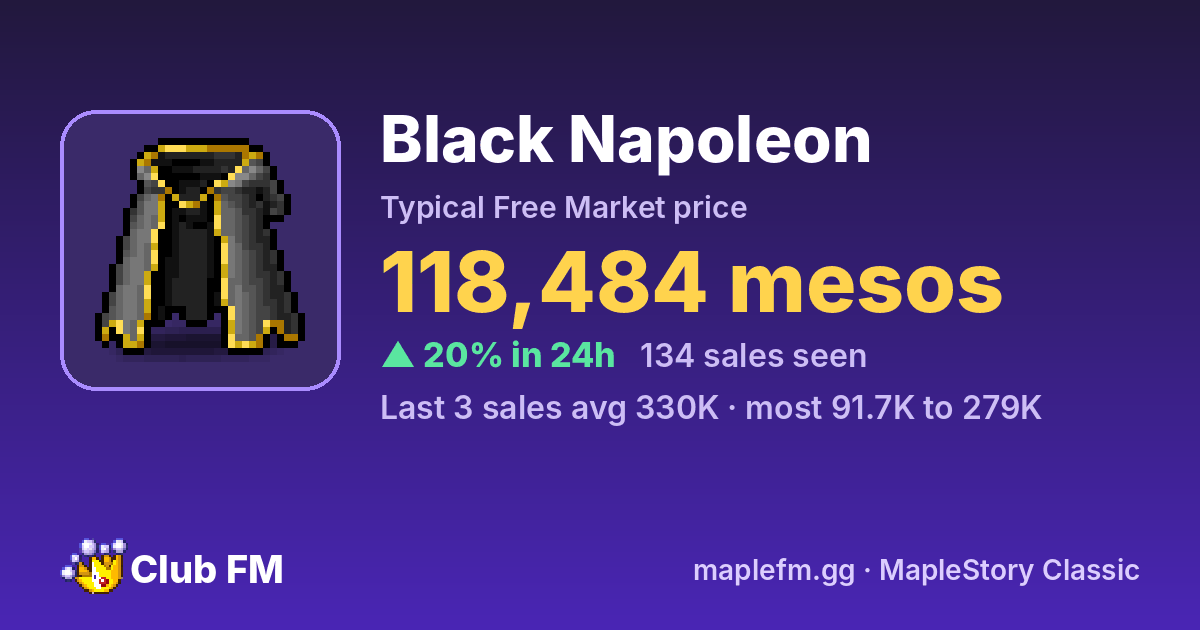 Black Napoleon
Typical Free Market price
118,484 mesos
▲ 20% in 24h 134 sales seen
Last 3 sales avg 330K · most 91.7K to 279K
Club FM
maplefm.gg · MapleStory Classic